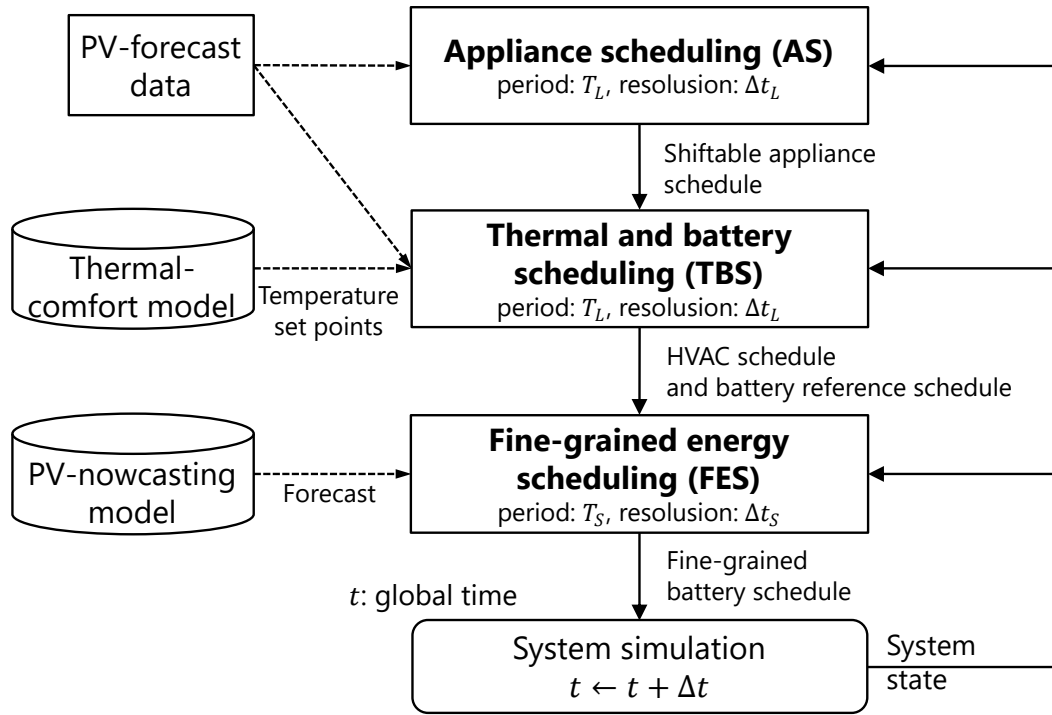 PV-forecast
data
Appliance scheduling (AS)
period: T_L, resolusion: Δt_L
Shiftable appliance
schedule
Thermal-
comfort model
Temperature
set points
Thermal and battery
scheduling (TBS)
period: T_L, resolusion: Δt_L
HVAC schedule
and battery reference schedule
PV-nowcasting
model
Forecast
Fine-grained energy
scheduling (FES)
period: T_S, resolusion: Δt_S
Fine-grained
battery schedule
t: global time
System simulation
t ← t + Δt
System
state